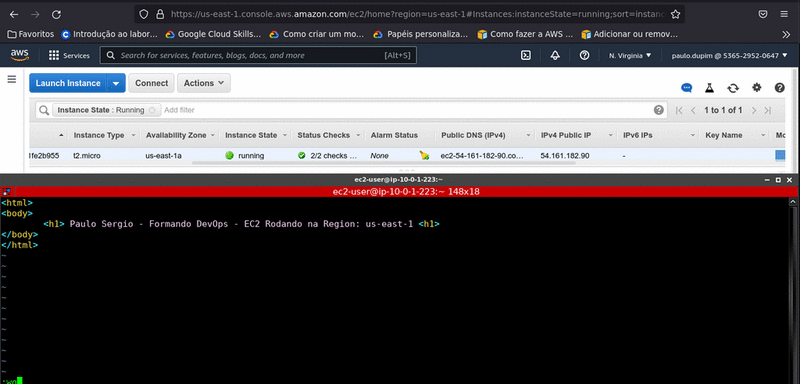 https://us-east-1.console.aws.amazon.com/ec2/home?region=us-east-1#Instances:instanceState=running;sort=instanc
Favoritos Introdução ao labor... Google Cloud Skills... Como criar um mo... Papéis personaliza... Como fazer a AWS ... Adicionar ou remov...
aws Services Search for services, features, blogs, docs, and more [Alt+S] N. Virginia paulo.dupim @ 5365-2952-0647
Launch Instance Connect Actions
Instance State : Running Add filter 1 to 1 of 1
Instance Type Availability Zone Instance State Status Checks Alarm Status Public DNS (IPv4) IPv4 Public IP IPv6 IPs Key Name Mo
1fe2b955 t2.micro us-east-1a running 2/2 checks ... None ec2-54-161-182-90.co... 54.161.182.90 -
ec2-user@ip-10-0-1-223:~
ec2-user@ip-10-0-1-223:~ 148x18
<html>
<body>
<h1> Paulo Sergio - Formando DevOps - EC2 Rodando na Region: us-east-1 <h1>
</body>
</html>
~
~
~
~
~
~
~
~
~
~
~
~
:wq